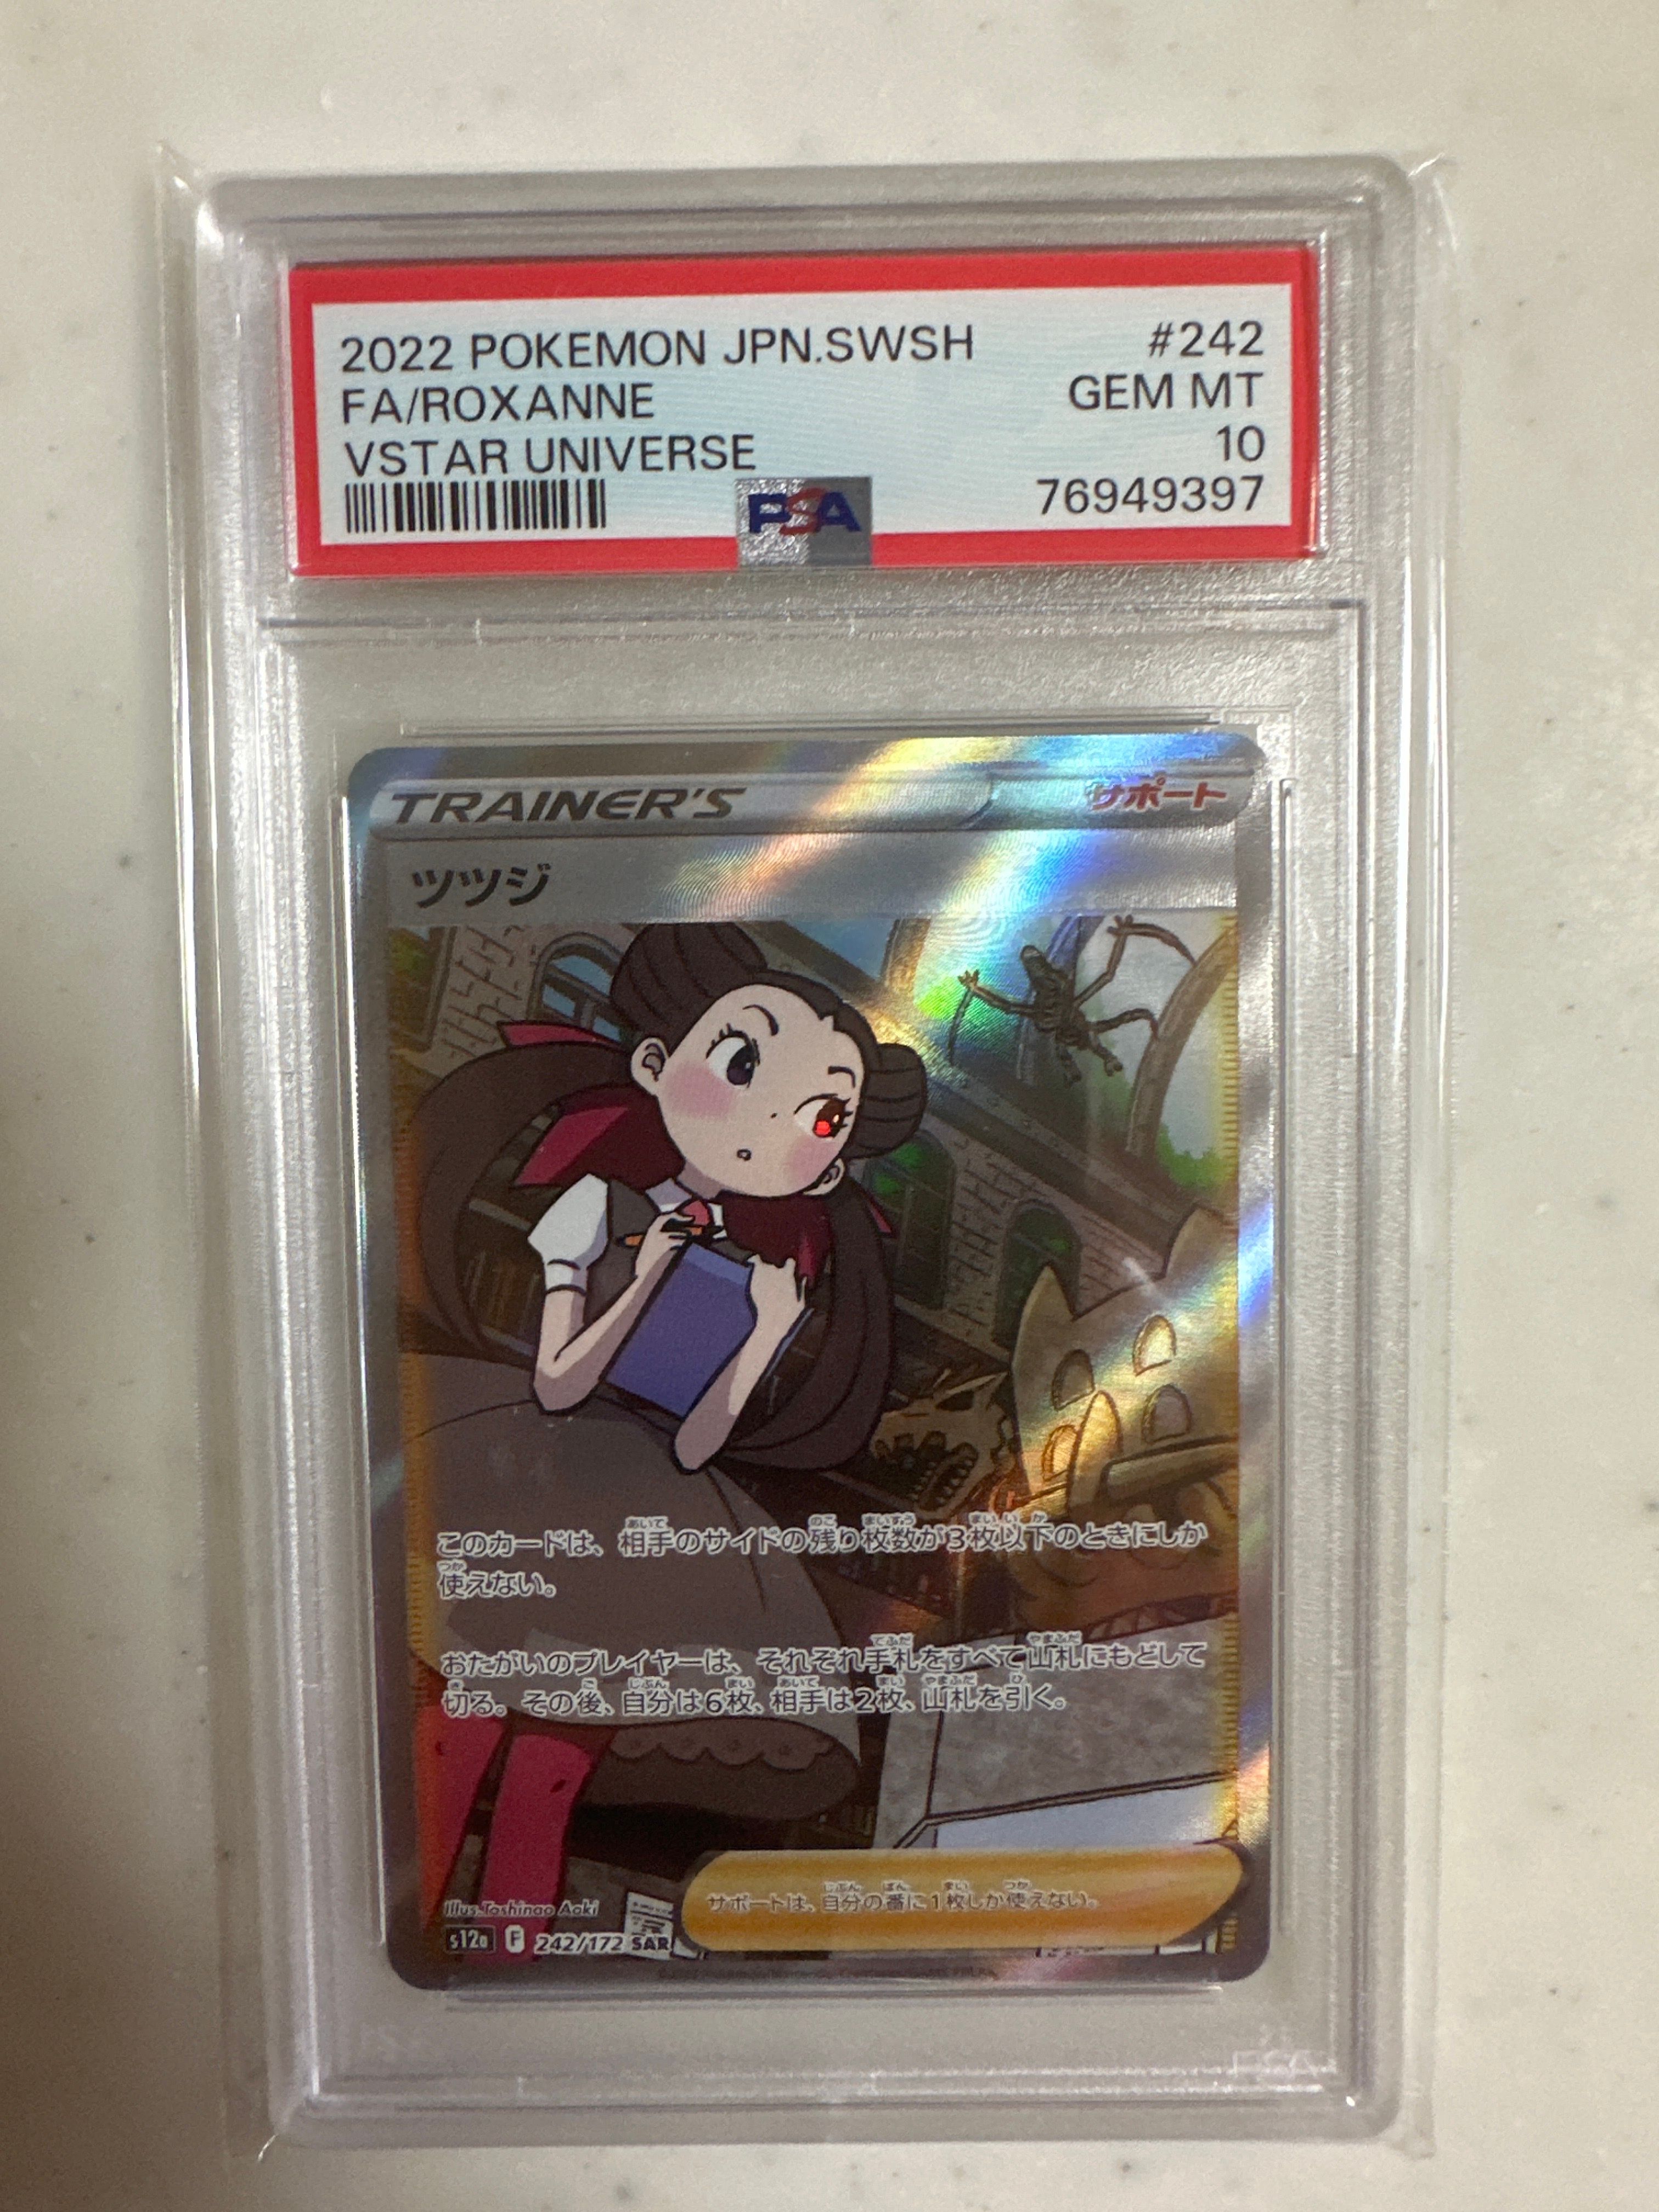 2022 POKEMON JPN.SWSH #242
FA/ROXANNE GEM MT
VSTAR UNIVERSE 10
PSA 76949397
TRAINER'S サポート
ツツジ
このカードは、相手のサイドの残り枚数が3枚以下のときにしか
使えない。
おたがいのプレイヤーは、それぞれ手札をすべて山札にもどして
切る。その後、自分は6枚、相手は2枚、山札を引く。
Illus. Toshinao Aoki
サポートは、自分の番に1枚しか使えない。
s12a F 242/172 SAR